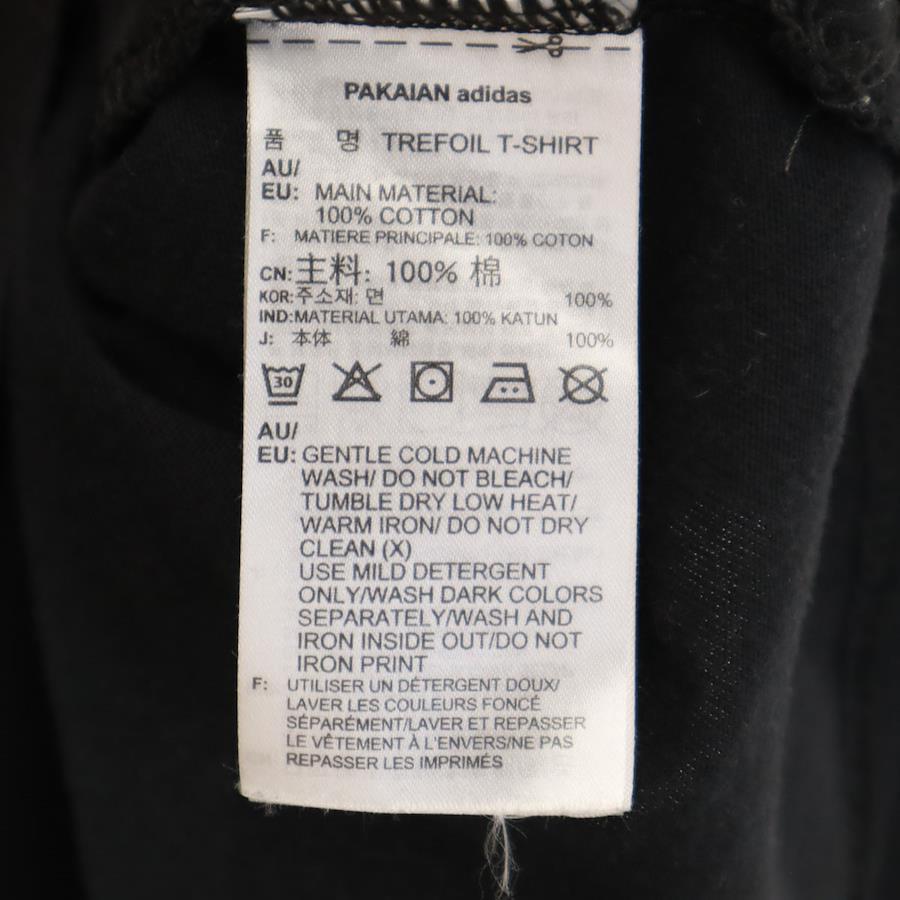 PAKAIAN adidas
품 명 TREFOIL T-SHIRT
AU/
EU: MAIN MATERIAL:
100% COTTON
F: MATIERE PRINCIPALE: 100% COTON
CN: 主料: 100% 棉
KOR: 주소재: 면 100%
IND: MATERIAL UTAMA: 100% KATUN
J: 本体 綿 100%
30
AU/
EU: GENTLE COLD MACHINE
WASH/ DO NOT BLEACH/
TUMBLE DRY LOW HEAT/
WARM IRON/ DO NOT DRY
CLEAN (X)
USE MILD DETERGENT
ONLY/WASH DARK COLORS
SEPARATELY/WASH AND
IRON INSIDE OUT/DO NOT
IRON PRINT
F: UTILISER UN DÉTERGENT DOUX/
LAVER LES COULEURS FONCÉ
SÉPARÉMENT/LAVER ET REPASSER
LE VÊTEMENT À L'ENVERS/NE PAS
REPASSER LES IMPRIMÉS